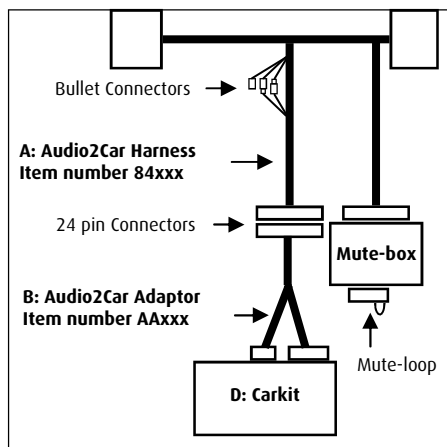 Bullet Connectors
A: Audio2Car Harness
Item number 84xxx
24 pin Connectors
Mute-box
B: Audio2Car Adaptor
Item number AAxxx
Mute-loop
D: Carkit